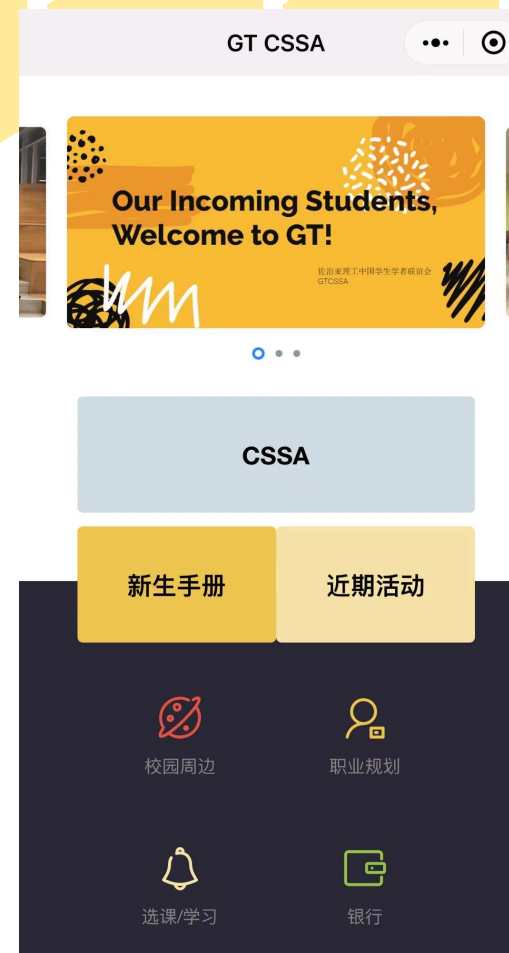 GT CSSA
Our Incoming Students,
Welcome to GT!
佐治亚理工中国学生学者联谊会
GTCSSA
CSSA
新生手册
近期活动
校园周边
职业规划
选课/学习
银行